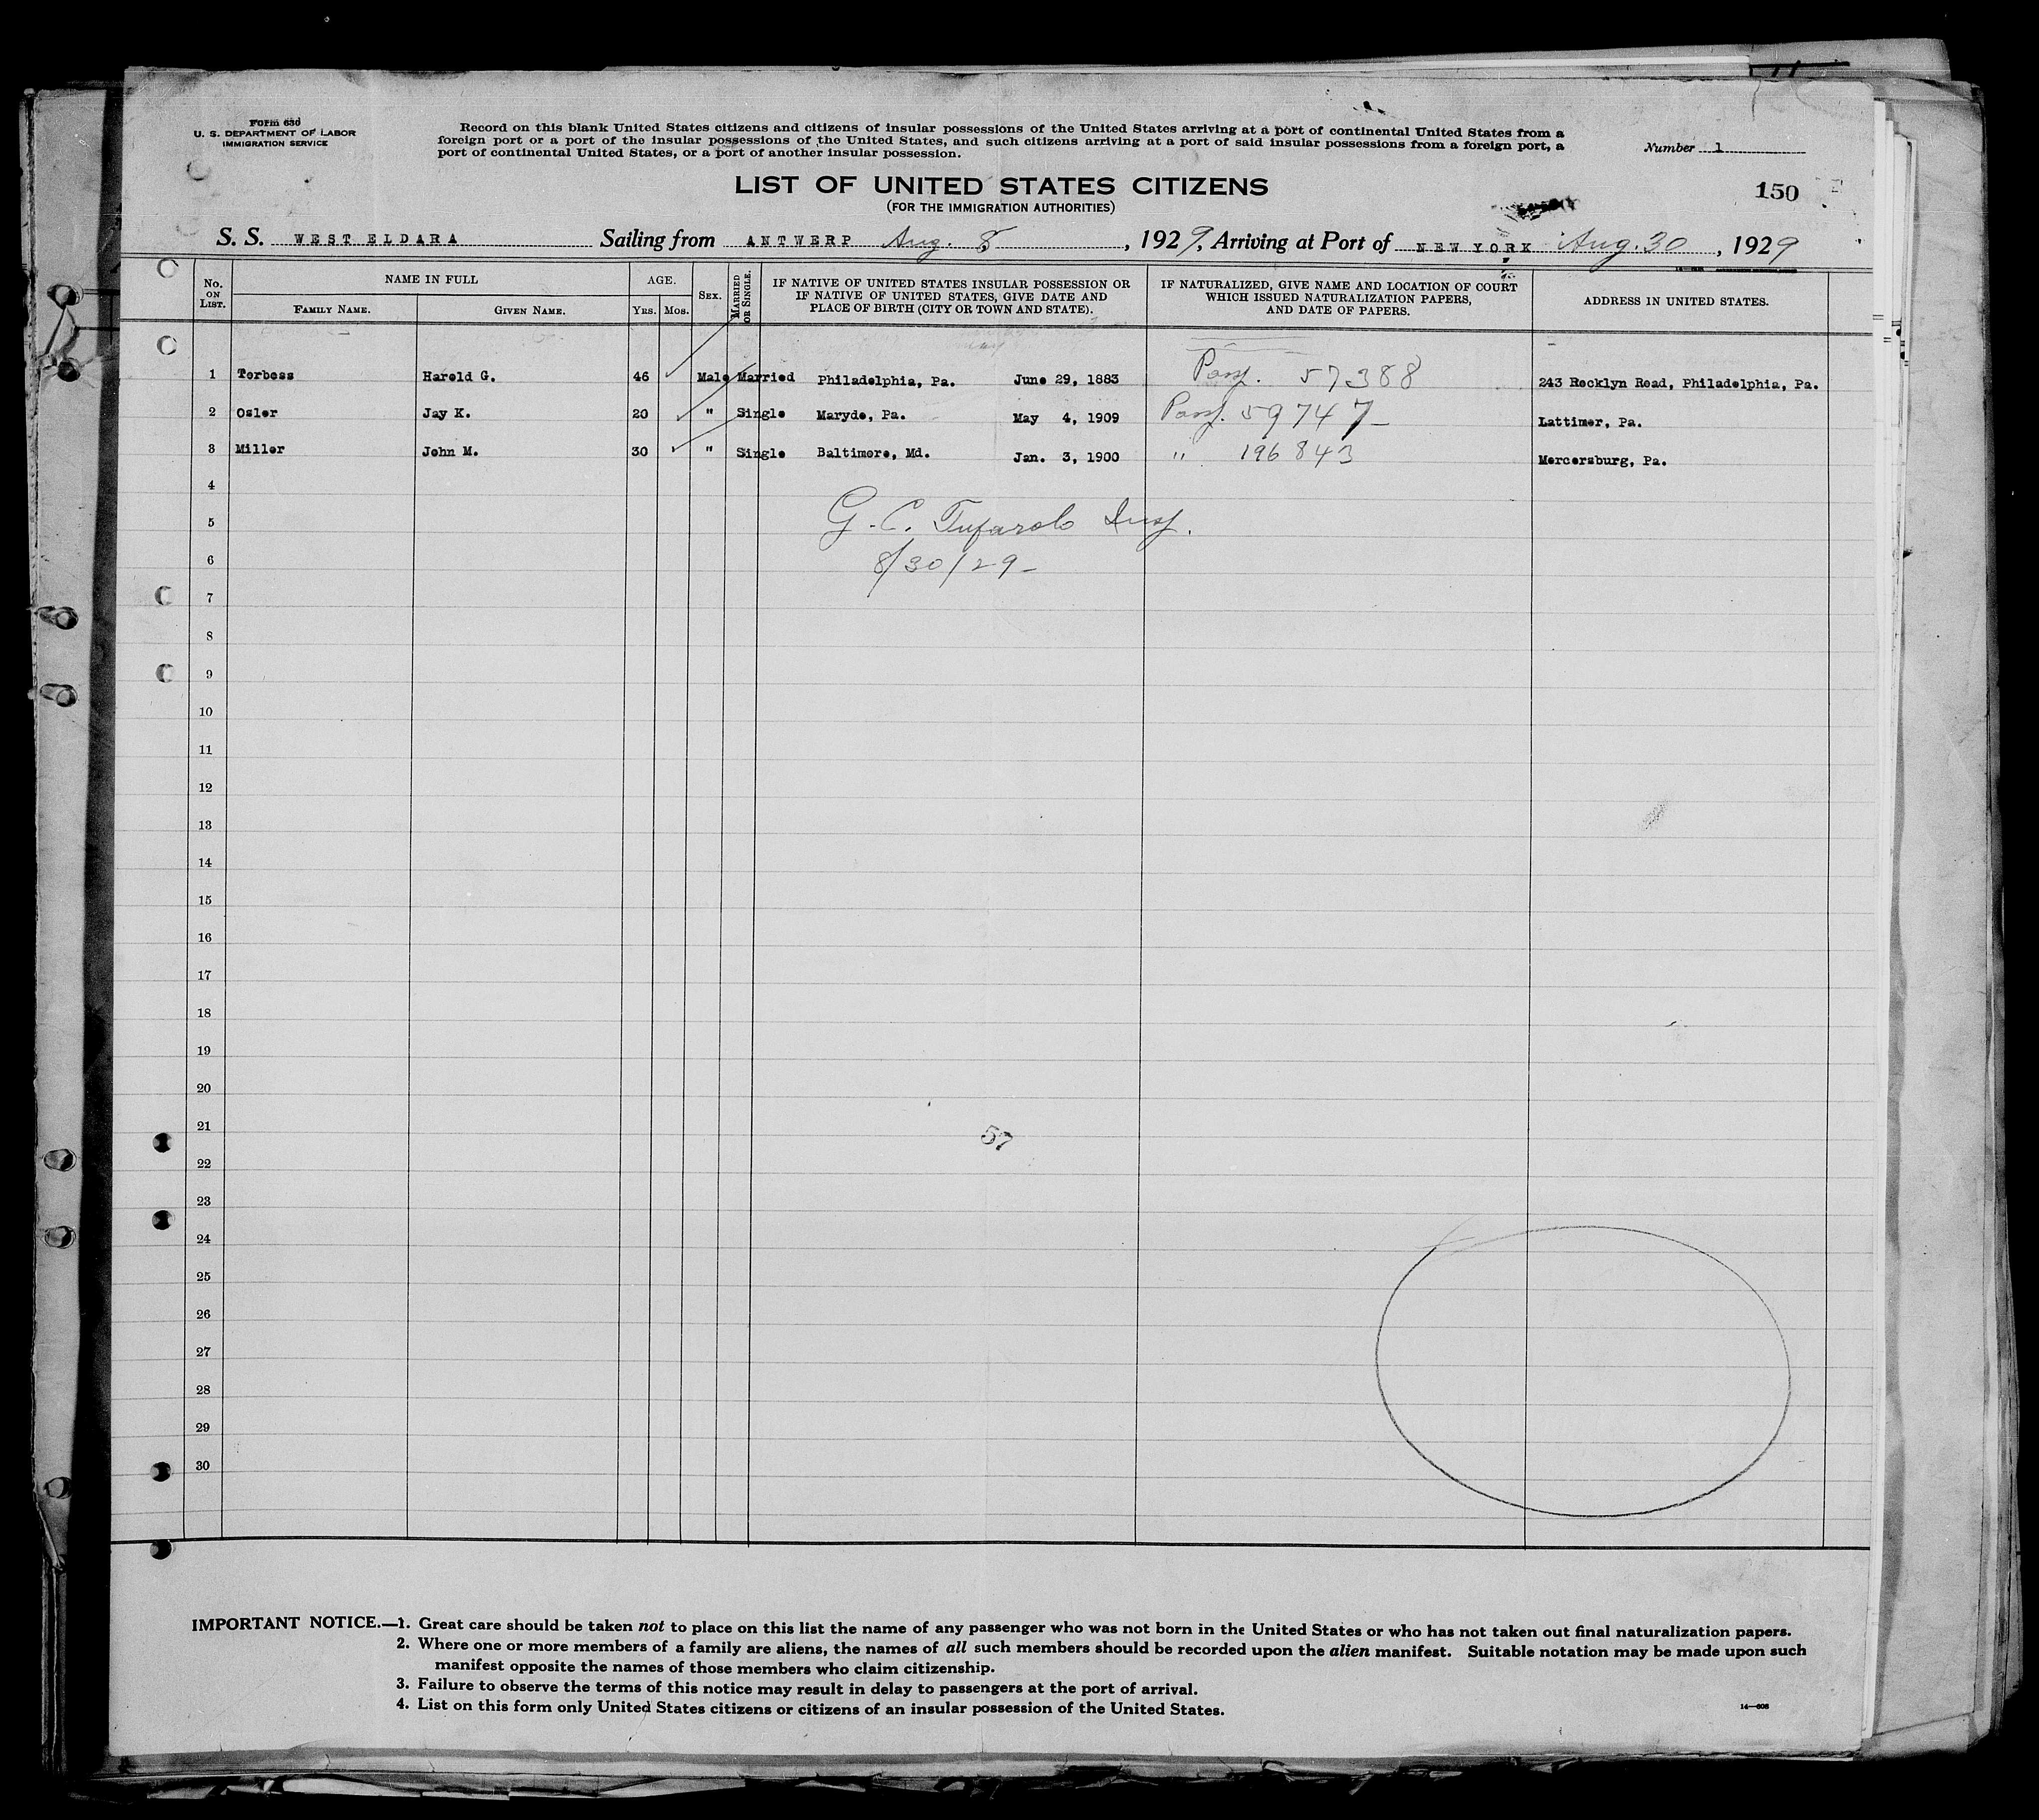 Form 630
U. S. DEPARTMENT OF LABOR
IMMIGRATION SERVICE
Record on this blank United States citizens and citizens of insular possessions of the United States arriving at a port of continental United States from a
foreign port or a port of the insular possessions of the United States, and such citizens arriving at a port of said insular possessions from a foreign port, a
port of continental United States, or a port of another insular possession.
Number 1
LIST OF UNITED STATES CITIZENS
150
(FOR THE IMMIGRATION AUTHORITIES)
S. S. WEST ELDARA Sailing from ANTWERP Aug. 8, 1929, Arriving at Port of NEW YORK Aug. 30, 1929
No. ON LIST. NAME IN FULL FAMILY NAME. GIVEN NAME. AGE. YRS. MOS. SEX. MARRIED OR SINGLE.
IF NATIVE OF UNITED STATES INSULAR POSSESSION OR
IF NATIVE OF UNITED STATES, GIVE DATE AND
PLACE OF BIRTH (CITY OR TOWN AND STATE).
IF NATURALIZED, GIVE NAME AND LOCATION OF COURT
WHICH ISSUED NATURALIZATION PAPERS,
AND DATE OF PAPERS.
ADDRESS IN UNITED STATES.
1 Torbess Harold G. 46 Male Married Philadelphia, Pa. June 29, 1883 Pass. 57388 243 Rocklyn Road, Philadelphia, Pa.
2 Osler Jay K. 20 " Single Maryde, Pa. May 4, 1909 Pass. 59747 Lattimer, Pa.
3 Miller John M. 30 " Single Baltimore, Md. Jan. 3, 1900 " 196843 Mercersburg, Pa.
4
5 G. C. Tufarolo Insp.
6 8/30/29
7
8
9
10
11
12
13
14
15
16
17
18
19
20
21 57
22
23
24
25
26
27
28
29
30
IMPORTANT NOTICE.—1. Great care should be taken not to place on this list the name of any passenger who was not born in the United States or who has not taken out final naturalization papers.
2. Where one or more members of a family are aliens, the names of all such members should be recorded upon the alien manifest. Suitable notation may be made upon such
manifest opposite the names of those members who claim citizenship.
3. Failure to observe the terms of this notice may result in delay to passengers at the port of arrival.
4. List on this form only United States citizens or citizens of an insular possession of the United States.
14—608